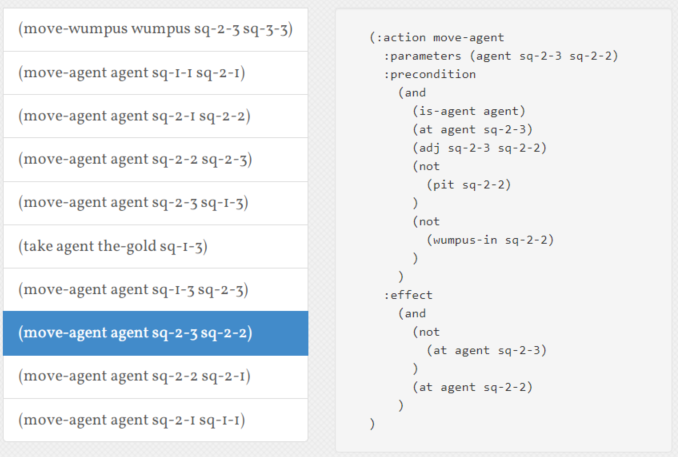 (move-wumpus wumpus sq-2-3 sq-3-3)
(move-agent agent sq-1-1 sq-2-1)
(move-agent agent sq-2-1 sq-2-2)
(move-agent agent sq-2-2 sq-2-3)
(move-agent agent sq-2-3 sq-1-3)
(take agent the-gold sq-1-3)
(move-agent agent sq-1-3 sq-2-3)
(move-agent agent sq-2-3 sq-2-2)
(move-agent agent sq-2-2 sq-2-1)
(move-agent agent sq-2-1 sq-1-1)
(:action move-agent
  :parameters (agent sq-2-3 sq-2-2)
  :precondition
    (and
      (is-agent agent)
      (at agent sq-2-3)
      (adj sq-2-3 sq-2-2)
      (not
        (pit sq-2-2)
      )
      (not
        (wumpus-in sq-2-2)
      )
    )
  :effect
    (and
      (not
        (at agent sq-2-3)
      )
      (at agent sq-2-2)
    )
)